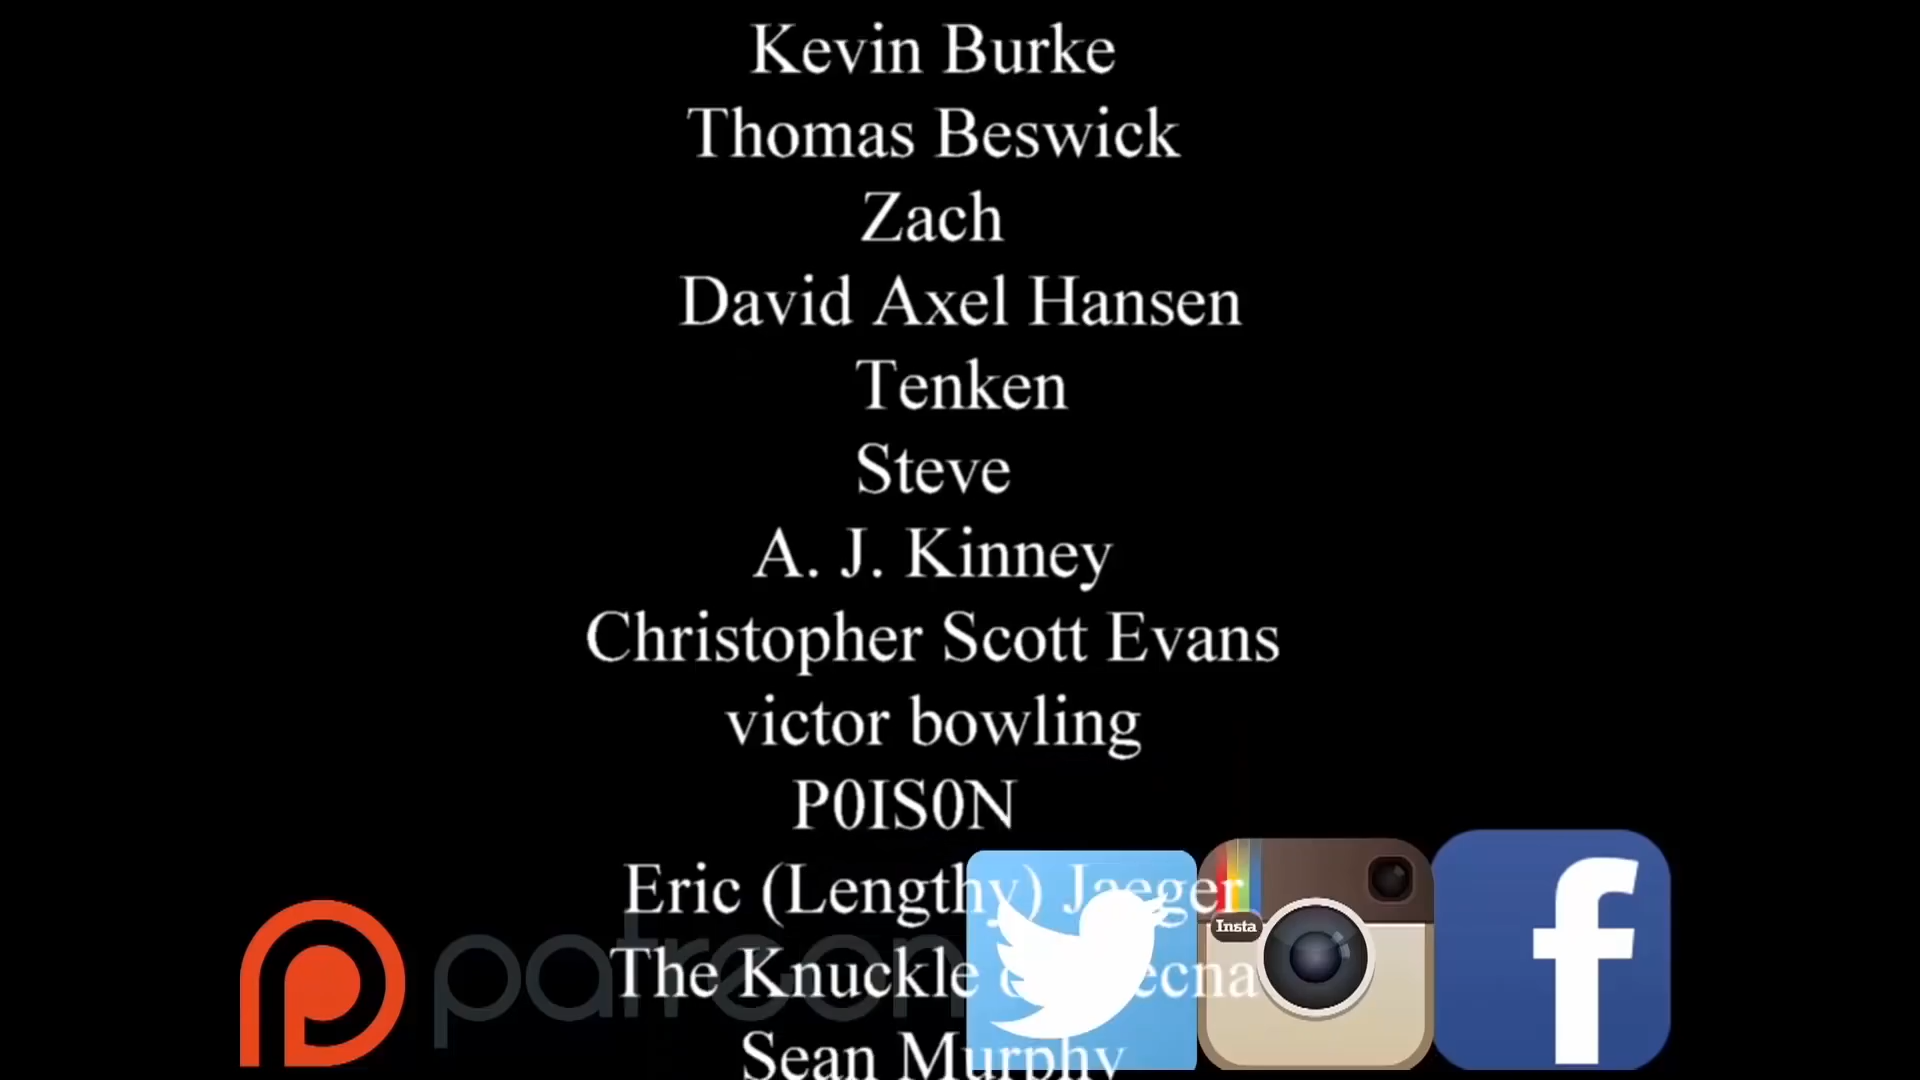 Kevin Burke
Thomas Beswick
Zach
David Axel Hansen
Tenken
Steve
A. J. Kinney
Christopher Scott Evans
victor bowling
P0IS0N
Eric (Lengthy) Jaeger
The Knuckle
Sean Murphy
patreon
Insta